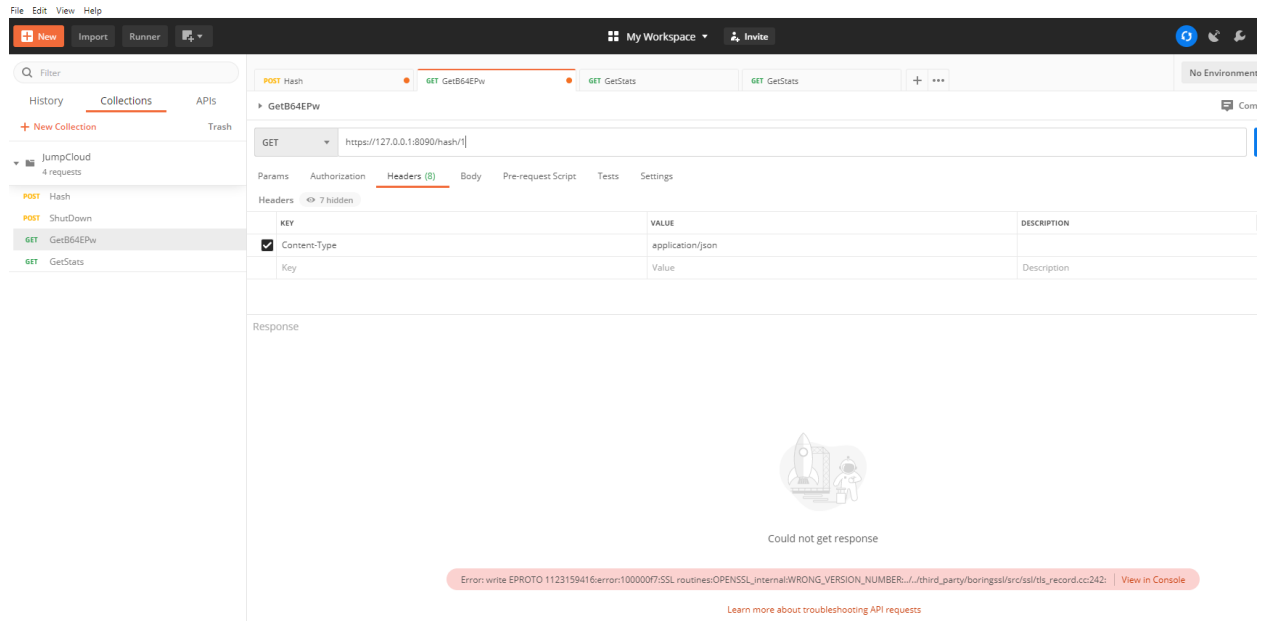 File Edit View Help
New Import Runner My Workspace Invite
Filter No Environment
POST Hash GET GetB64EPw GET GetStats GET GetStats
History Collections APIs
GetB64EPw Com
New Collection Trash
GET https://127.0.0.1:8090/hash/1
JumpCloud
4 requests
Params Authorization Headers (8) Body Pre-request Script Tests Settings
POST Hash
Headers 7 hidden
POST ShutDown
KEY VALUE DESCRIPTION
GET GetB64EPw
Content-Type application/json
GET GetStats
Key Value Description
Response
Could not get response
Error: write EPROTO 1123159416:error:100000f7:SSL routines:OPENSSL_internal:WRONG_VERSION_NUMBER:../../third_party/boringssl/src/ssl/tls_record.cc:242: View in Console
Learn more about troubleshooting API requests